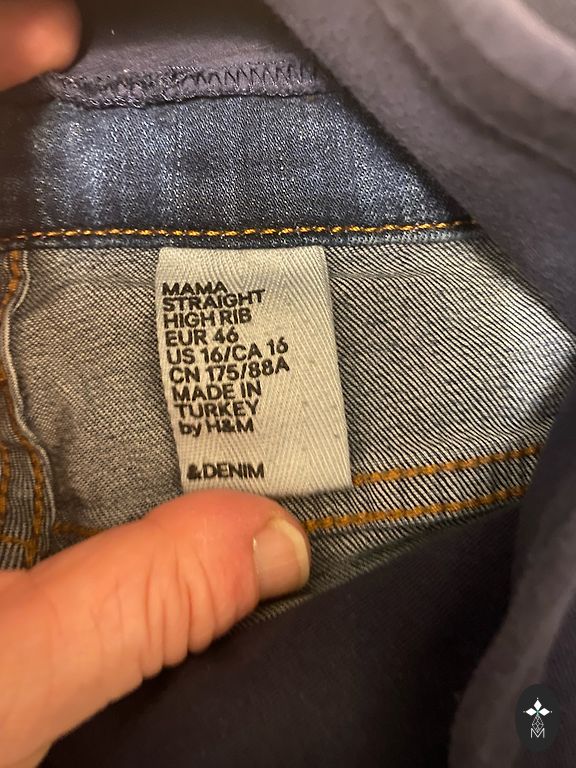 MAMA
STRAIGHT
HIGH RIB
EUR 46
US 16/CA 16
CN 175/88A
MADE IN
TURKEY
by H&M
&DENIM
M